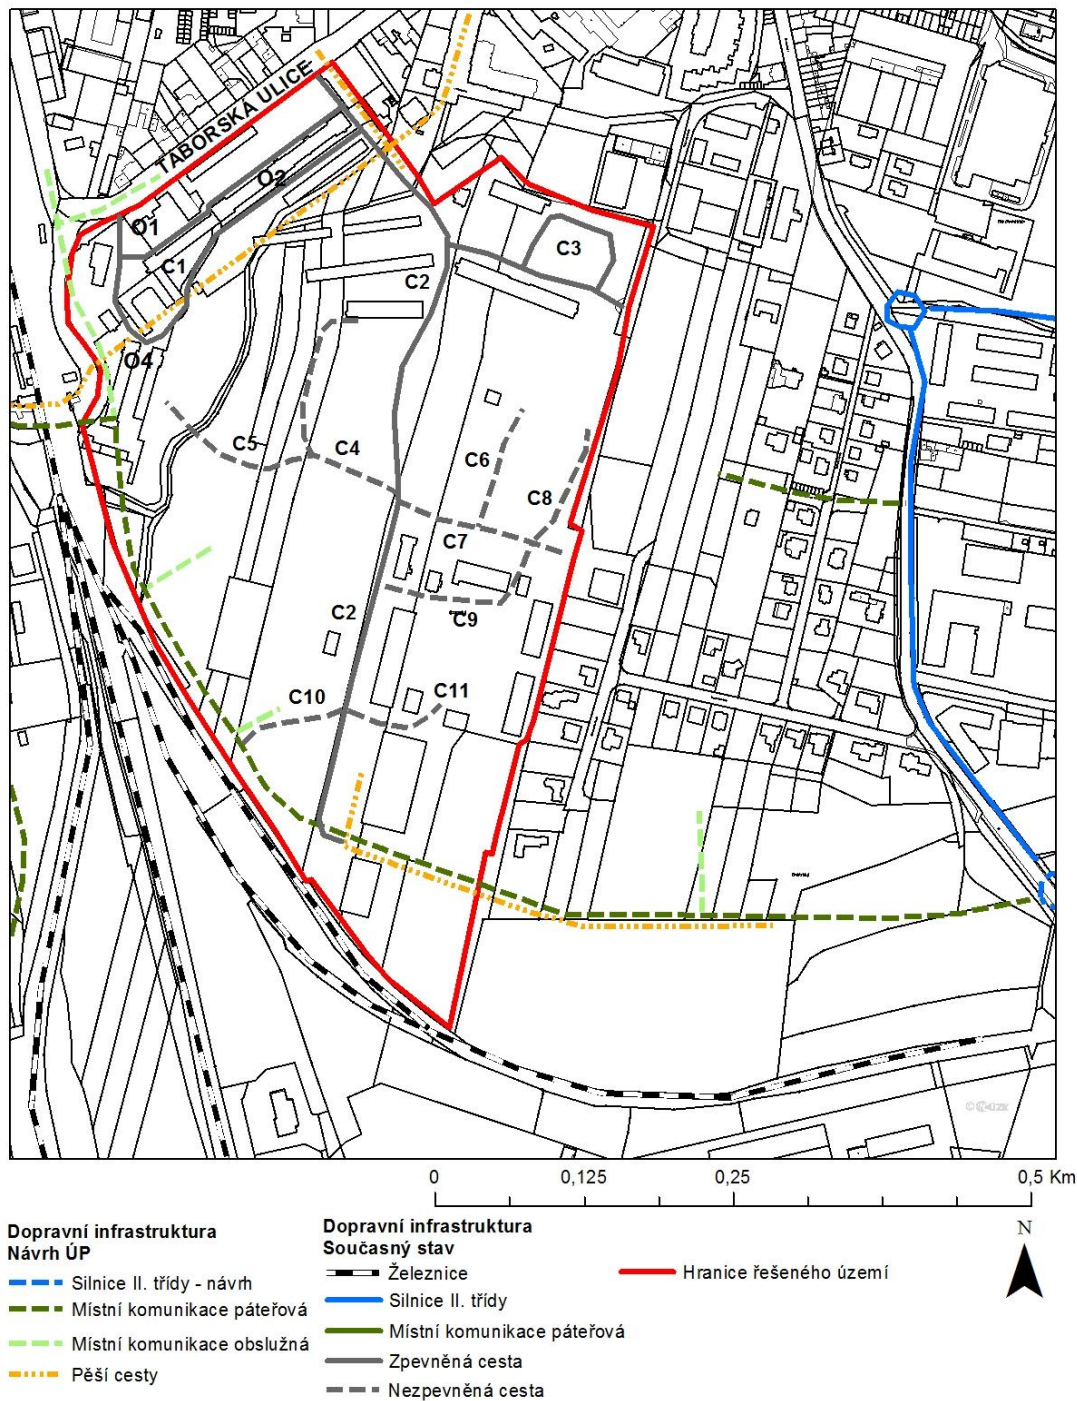 TÁBORSKÁ ULICE
O2
O1
C1
C3
C2
O4
C5
C4
C6
C8
C7
C2
C9
C10
C11
0
0,125
0,25
0,5 Km
N
Dopravní infrastruktura
Návrh ÚP
Silnice II. třídy - návrh
Místní komunikace páteřová
Místní komunikace obslužná
Pěší cesty
Dopravní infrastruktura
Současný stav
Železnice
Silnice II. třídy
Místní komunikace páteřová
Zpevněná cesta
Nezpevněná cesta
Hranice řešeného území